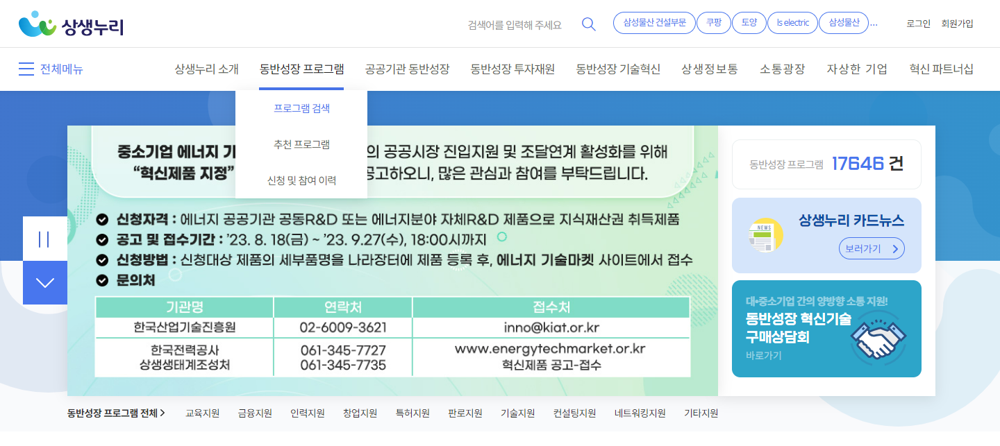 상생누리
검색어를 입력해 주세요
삼성물산 건설부문
쿠팡
토양
ls electric
삼성물산
...
로그인
회원가입
전체메뉴
상생누리 소개
동반성장 프로그램
공공기관 동반성장
동반성장 투자재원
동반성장 기술혁신
상생정보통
소통광장
자상한 기업
혁신 파트너십
프로그램 검색
추천 프로그램
신청 및 참여 이력
중소기업 에너지 기
의 공공시장 진입지원 및 조달연계 활성화를 위해
“혁신제품 지정”
공고하오니, 많은 관심과 참여를 부탁드립니다.
신청자격 : 에너지 공공기관 공동R&D 또는 에너지분야 자체R&D 제품으로 지식재산권 취득제품
공고 및 접수기간 : ’23. 8. 18(금) ~ ’23. 9.27(수), 18:00시까지
신청방법 : 신청대상 제품의 세부품명을 나라장터에 제품 등록 후, 에너지 기술마켓 사이트에서 접수
문의처
기관명 연락처 접수처
한국산업기술진흥원 02-6009-3621 inno@kiat.or.kr
한국전력공사 061-345-7727 www.energytechmarket.or.kr
상생생태계조성처 061-345-7735 혁신제품 공고-접수
동반성장 프로그램 17646 건
상생누리 카드뉴스
NEWS
보러가기
대•중소기업 간의 양방향 소통 지원!
동반성장 혁신기술
구매상담회
바로가기
동반성장 프로그램 전체
교육지원
금융지원
인력지원
창업지원
특허지원
판로지원
기술지원
컨설팅지원
네트워킹지원
기타지원